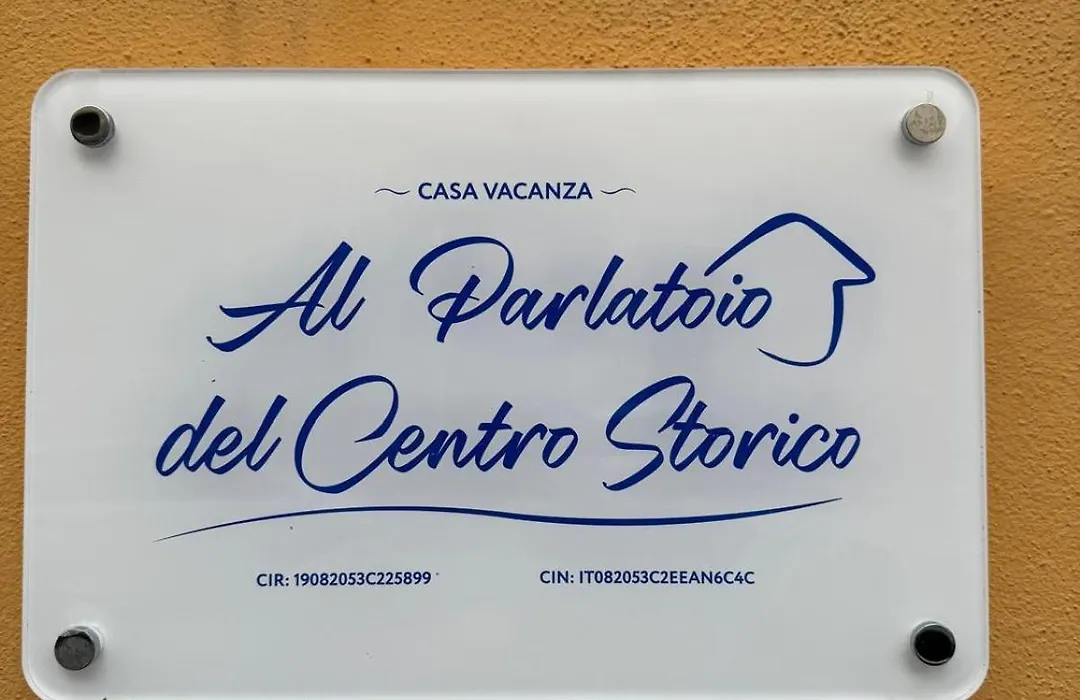 CASA VACANZA
Al Parlatoio
del Centro Storico
CIR: 19082053C225899 CIN: IT082053C2EEAN6C4C